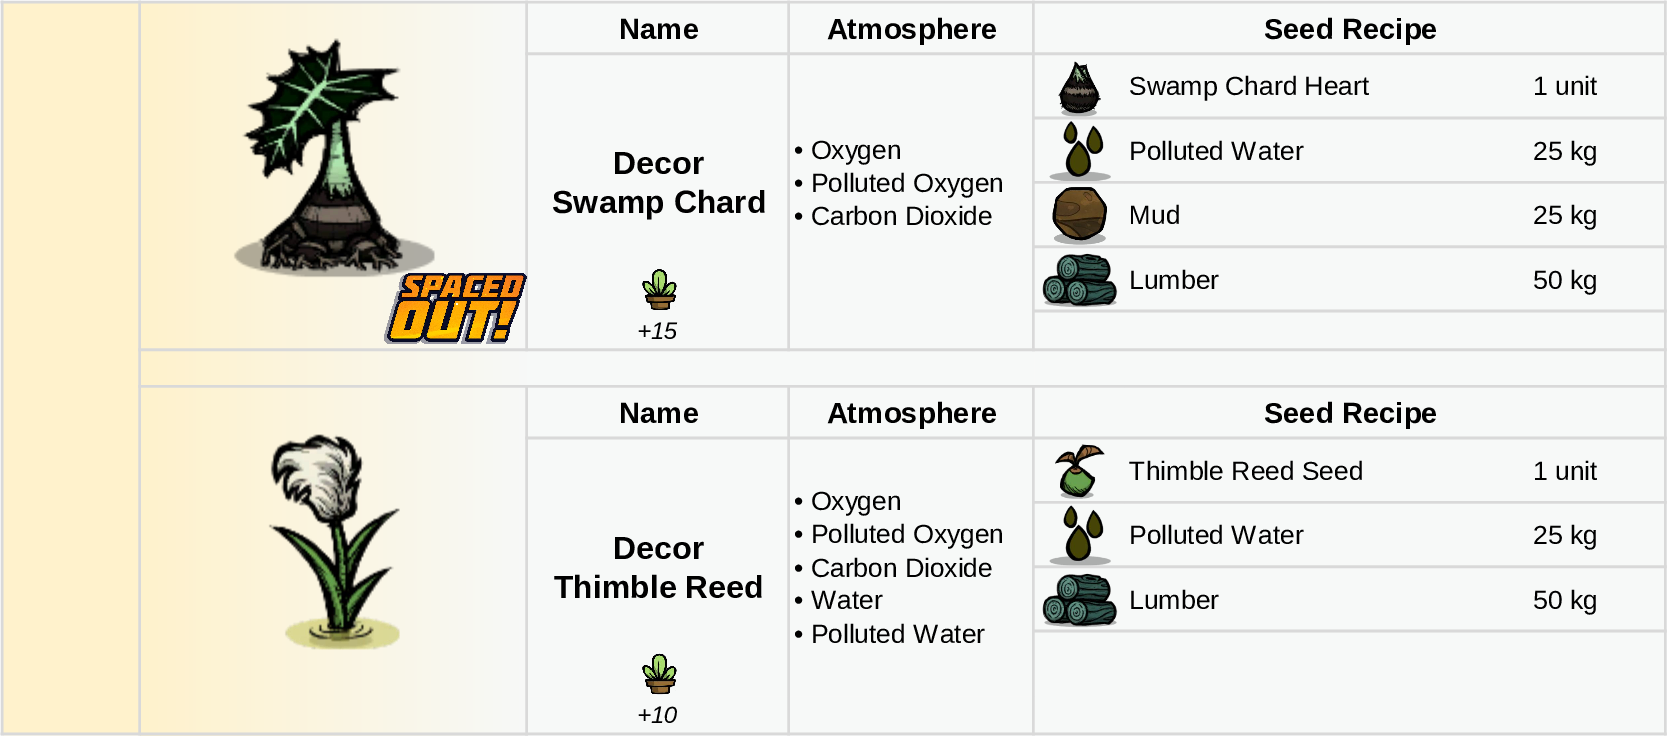 Name
Atmosphere
Seed Recipe
Decor
Swamp Chard
+15
• Oxygen
• Polluted Oxygen
• Carbon Dioxide
Swamp Chard Heart 1 unit
Polluted Water 25 kg
Mud 25 kg
Lumber 50 kg
SPACED
OUT!
Name
Atmosphere
Seed Recipe
Decor
Thimble Reed
+10
• Oxygen
• Polluted Oxygen
• Carbon Dioxide
• Water
• Polluted Water
Thimble Reed Seed 1 unit
Polluted Water 25 kg
Lumber 50 kg